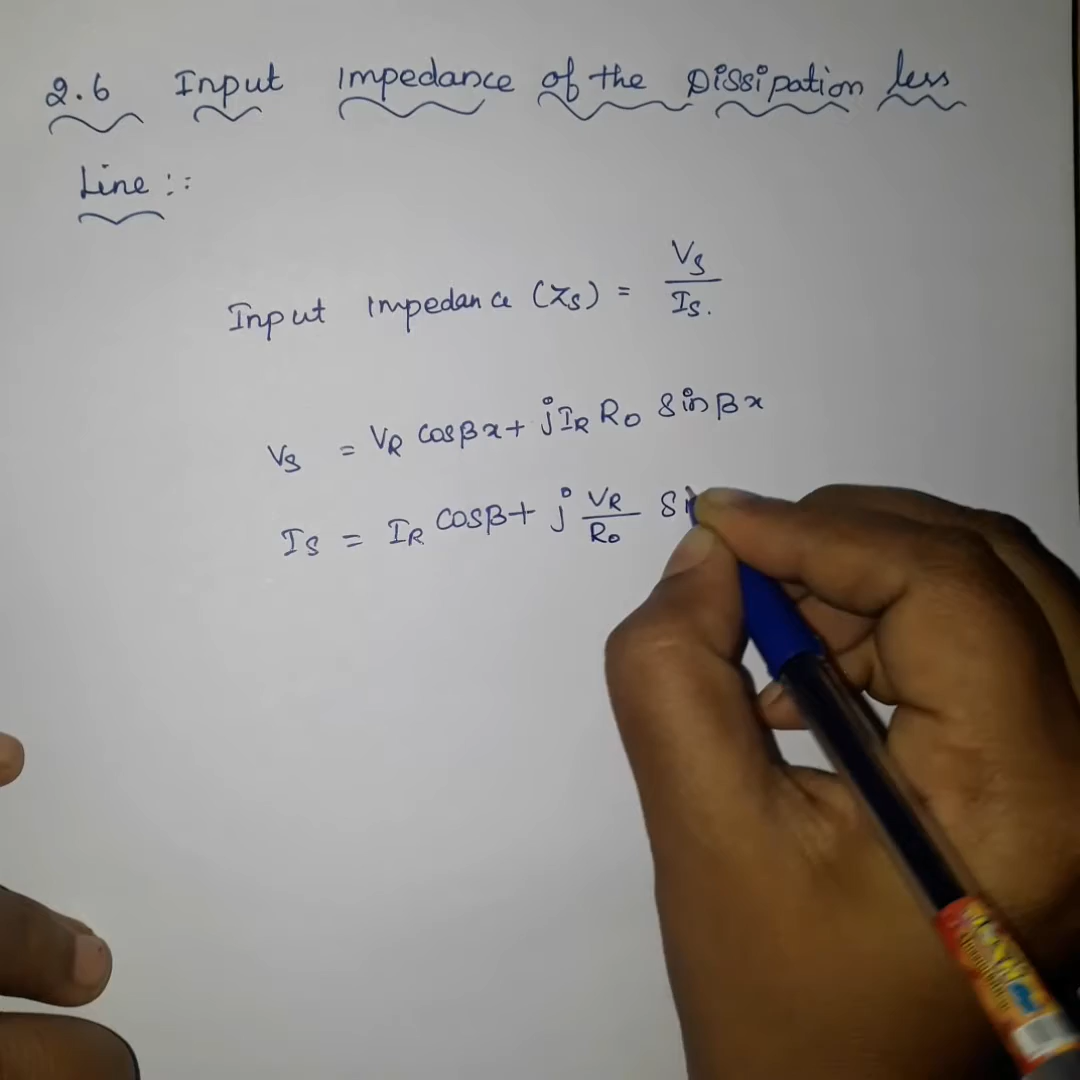 2.6 Input Impedance of the Dissipation less
Line :-
Input Impedance (Zs) = Vs / Is.
Vs = VR cosβx + jIR R0 sinβx
Is = IR cosβ + j VR / R0 Si